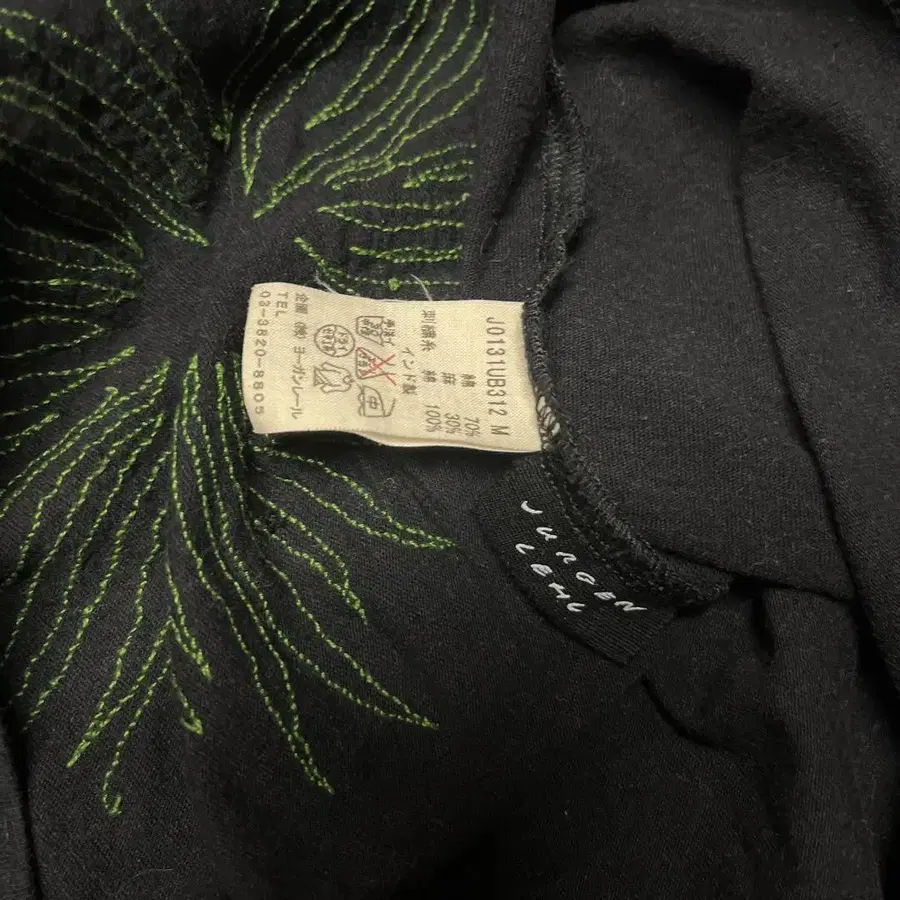 J0131UB312 M
綿 70%
麻 30%
刺繍糸 綿 100%
インド製
企画 (株) ヨーガンレール
TEL
03-3820-8805
JURGEN
LEHL